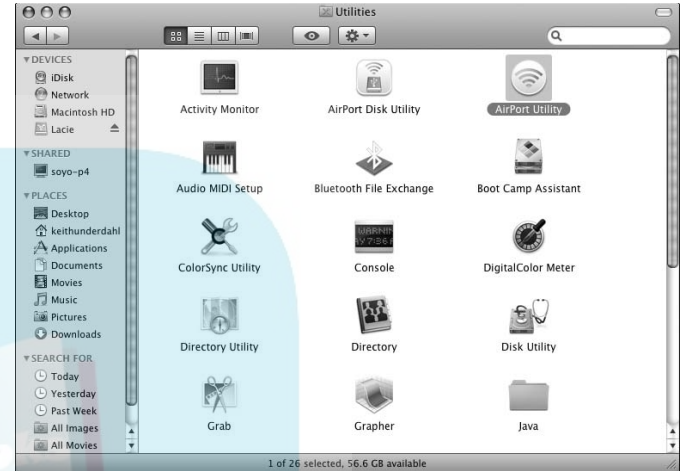 Utilities
DEVICES
iDisk
Network
Macintosh HD
Lacie
SHARED
soyo-p4
PLACES
Desktop
keithunderdahl
Applications
Documents
Movies
Music
Pictures
Downloads
SEARCH FOR
Today
Yesterday
Past Week
All Images
All Movies
Activity Monitor
AirPort Disk Utility
AirPort Utility
Audio MIDI Setup
Bluetooth File Exchange
Boot Camp Assistant
WARNIN
AY7:86
ColorSync Utility
Console
DigitalColor Meter
Directory Utility
Directory
Disk Utility
Grab
Grapher
Java
1 of 26 selected, 56.6 GB available